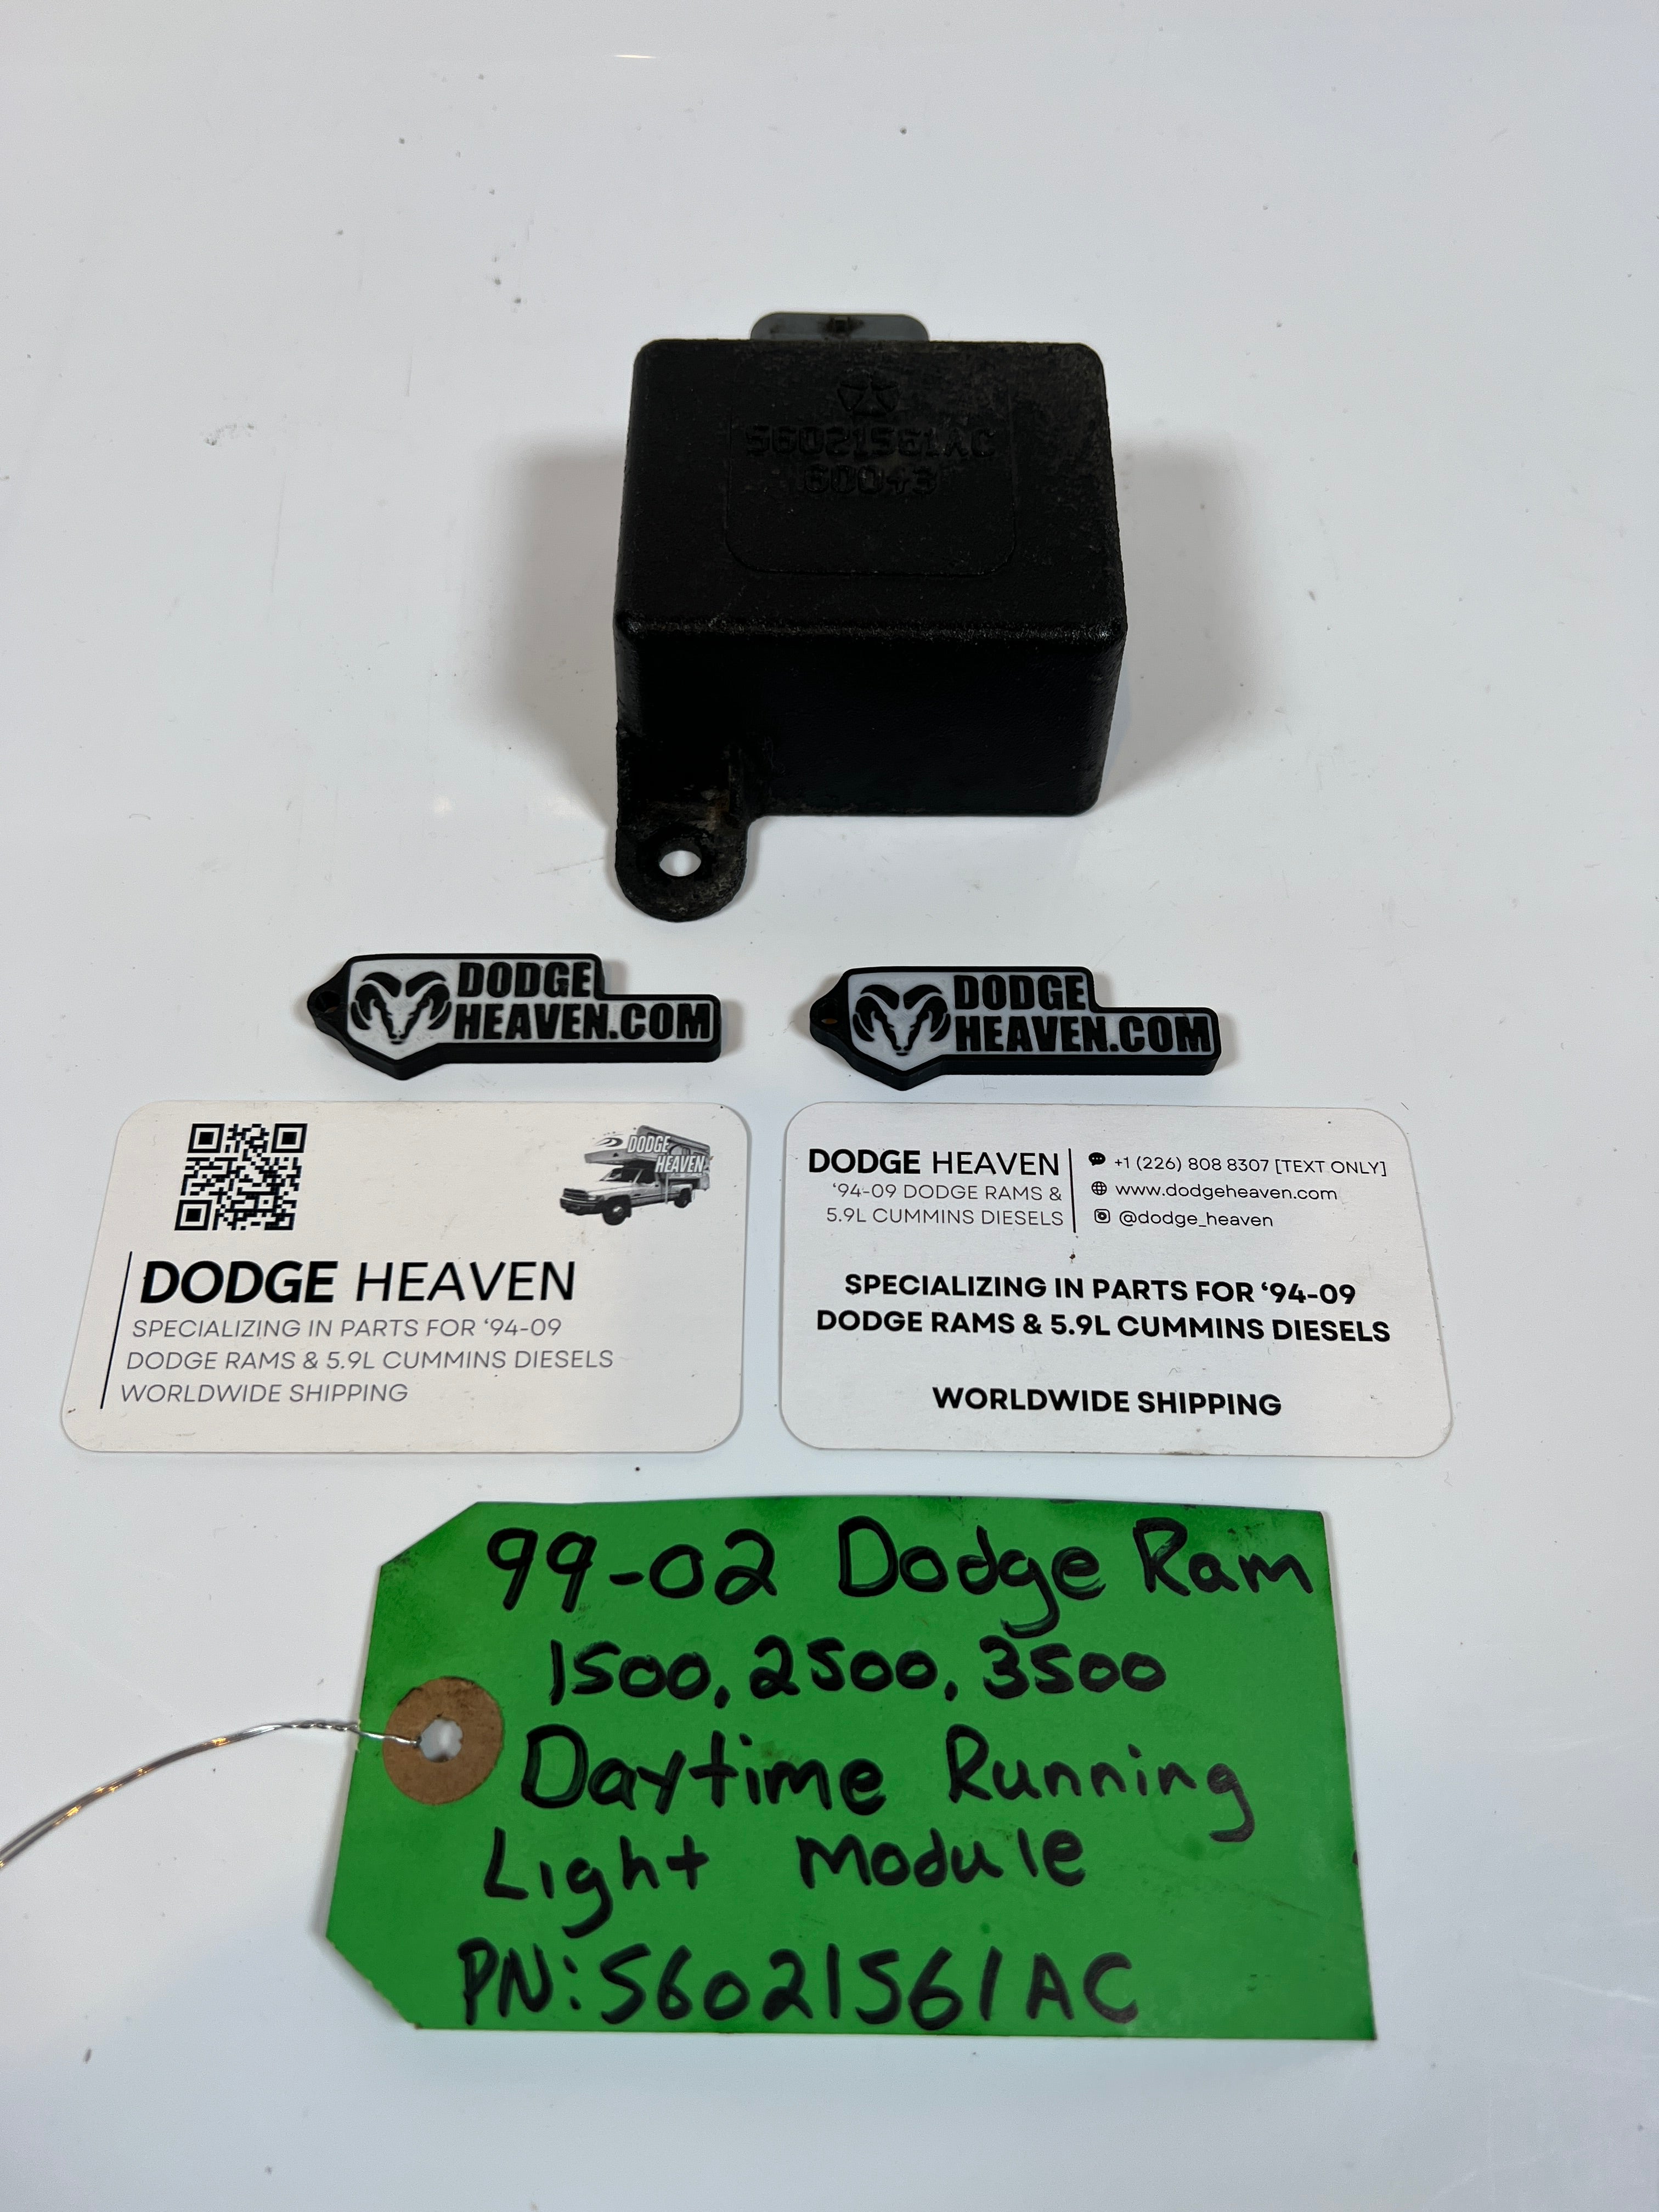 56021561AC
60043
DODGE
HEAVEN.COM
DODGE
HEAVEN.COM
DODGE
HEAVEN
DODGE HEAVEN
SPECIALIZING IN PARTS FOR ‘94-09
DODGE RAMS & 5.9L CUMMINS DIESELS
WORLDWIDE SHIPPING
DODGE HEAVEN
‘94-09 DODGE RAMS &
5.9L CUMMINS DIESELS
+1 (226) 808 8307 [TEXT ONLY]
www.dodgeheaven.com
@dodge_heaven
SPECIALIZING IN PARTS FOR ‘94-09
DODGE RAMS & 5.9L CUMMINS DIESELS
WORLDWIDE SHIPPING
99-02 Dodge Ram
1500, 2500, 3500
Daytime Running
Light Module
PN: 56021561AC